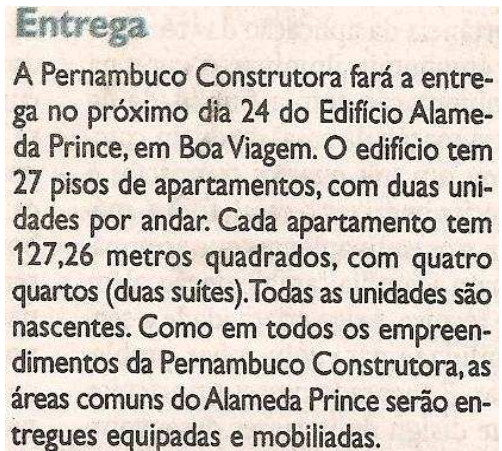 Entrega
A Pernambuco Construtora fará a entre-
ga no próximo dia 24 do Edifício Alame-
da Prince, em Boa Viagem. O edifício tem
27 pisos de apartamentos, com duas uni-
dades por andar. Cada apartamento tem
127,26 metros quadrados, com quatro
quartos (duas suítes). Todas as unidades são
nascentes. Como em todos os empreen-
dimentos da Pernambuco Construtora, as
áreas comuns do Alameda Prince serão en-
tregues equipadas e mobiliadas.